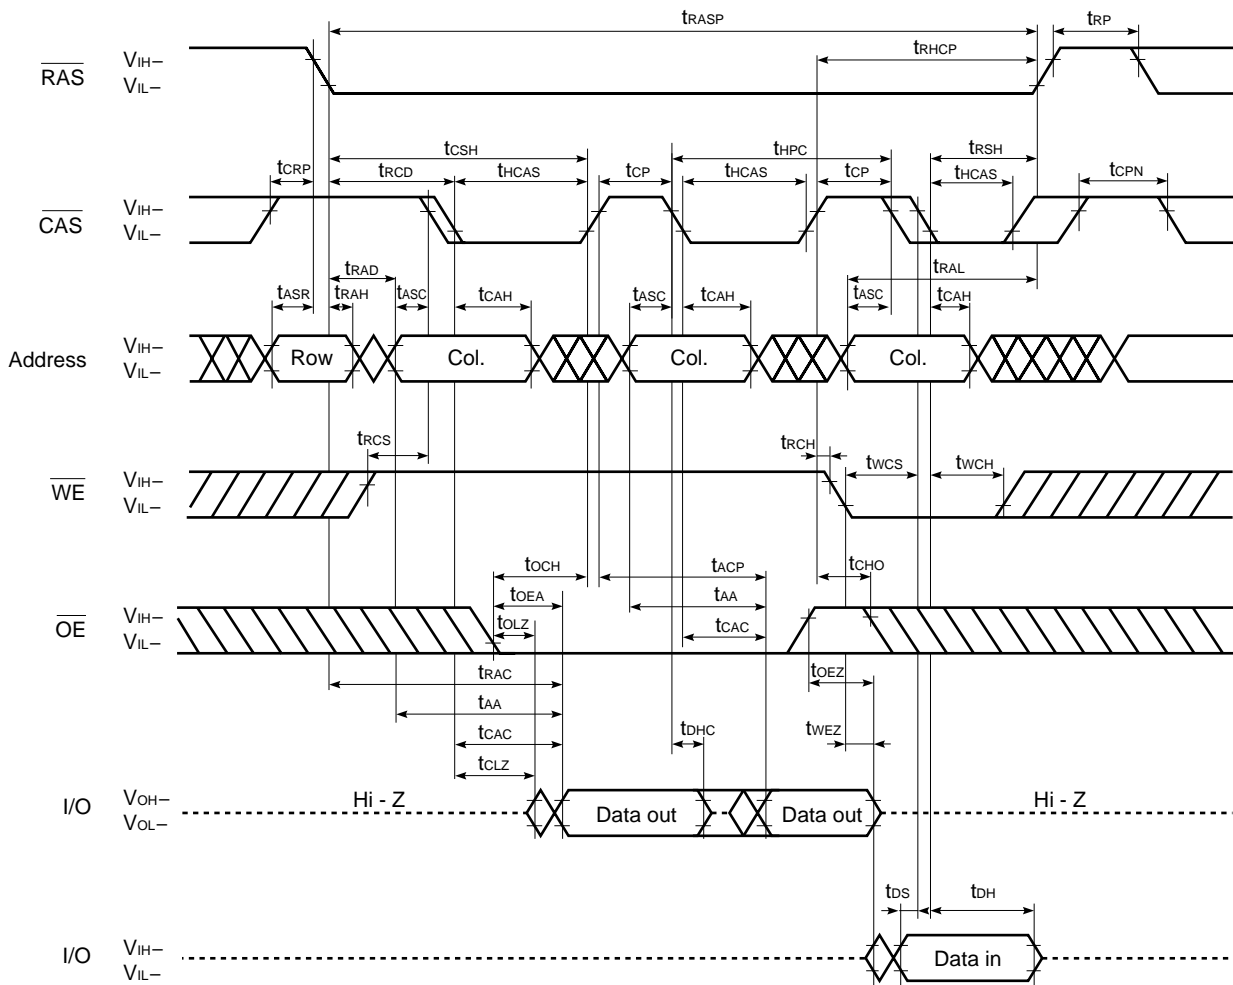 tRASP
tRP
tRHCP
RAS
VIH–
VIL–
tCSH
tHPC
tRSH
tCRP
tRCD
tHCAS
tCP
tHCAS
tCP
tHCAS
tCPN
CAS
VIH–
VIL–
tRAD
tRAL
tASR
tRAH
tASC
tCAH
tASC
tCAH
tASC
tCAH
Address
VIH–
VIL–
Row
Col.
Col.
Col.
tRCS
tRCH
tWCS
tWCH
WE
VIH–
VIL–
tOCH
tACP
tCHO
tOEA
tAA
OE
VIH–
VIL–
tOLZ
tCAC
tRAC
tOEZ
tAA
tCAC
tDHC
tWEZ
tCLZ
I/O
VOH–
VOL–
Hi - Z
Data out
Data out
Hi - Z
tDS
tDH
I/O
VIH–
VIL–
Data in